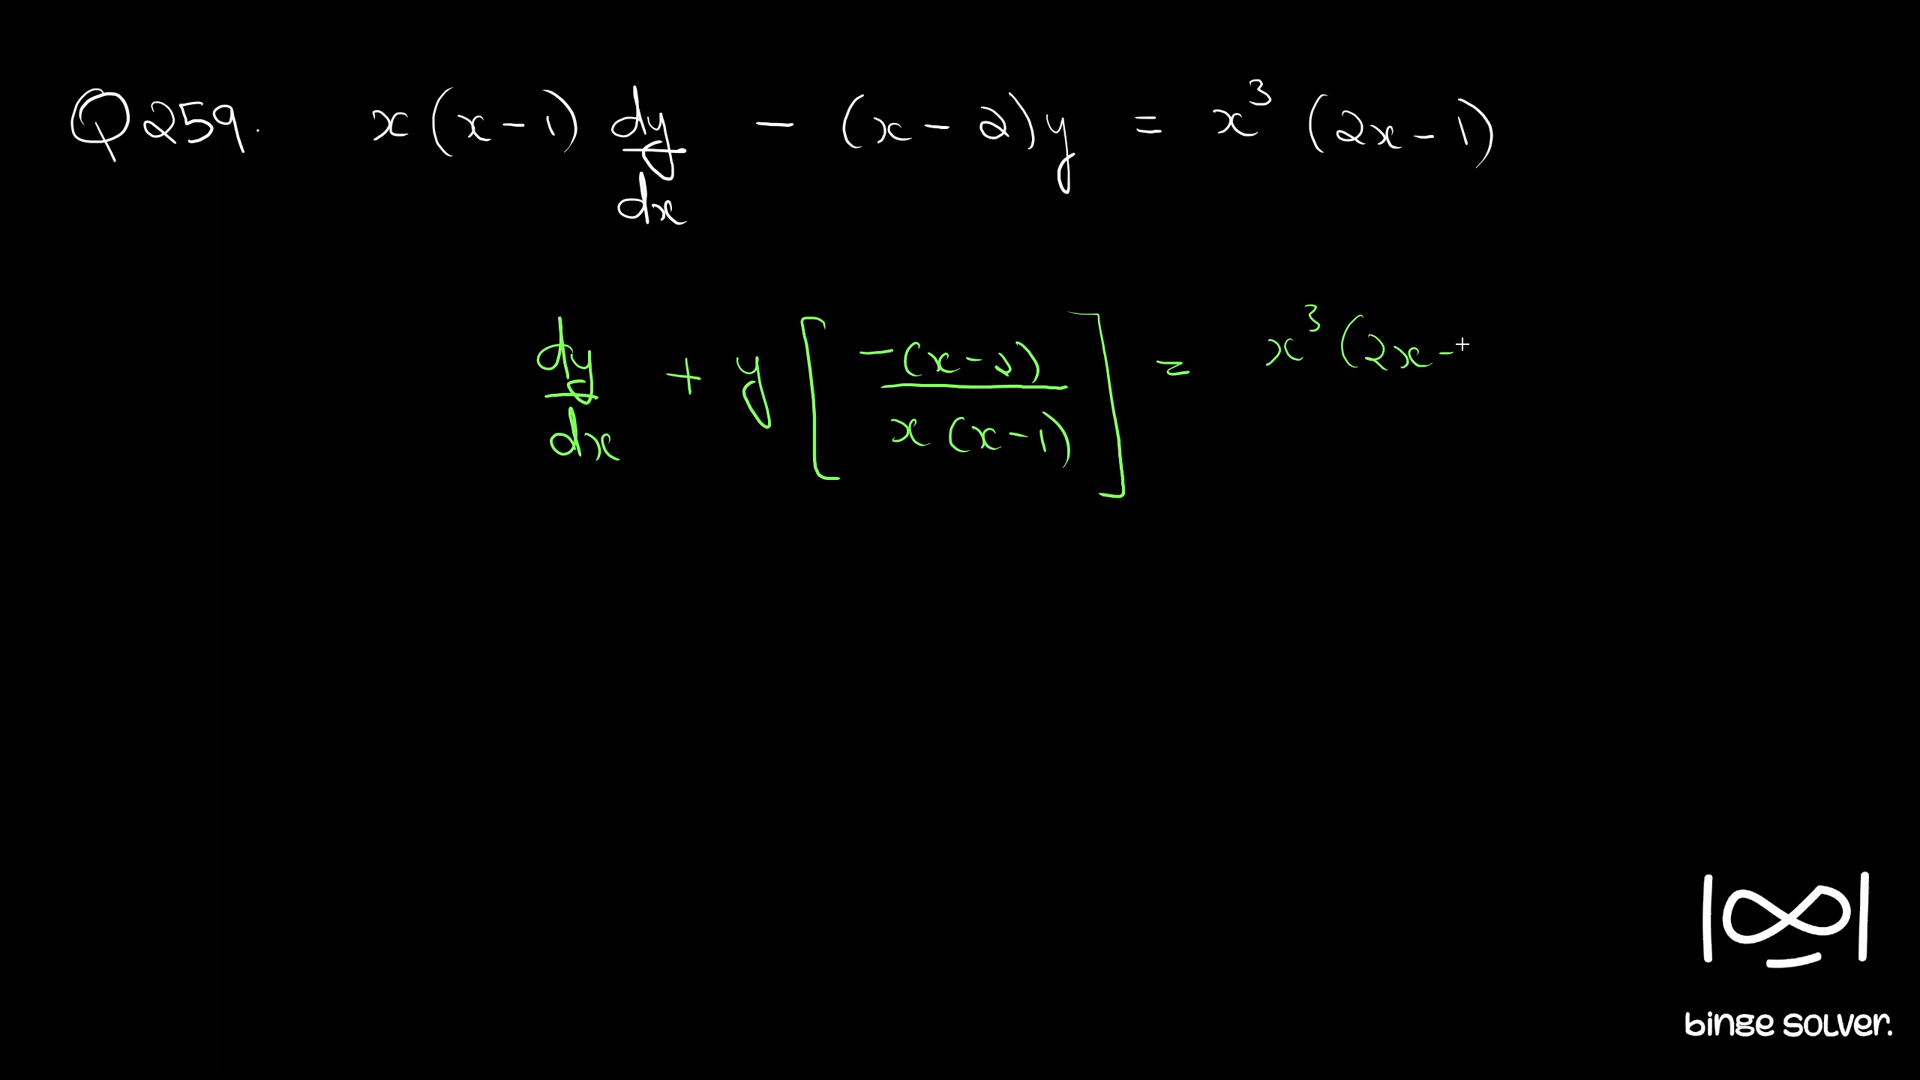 Q259. x(x-1) dy/dx - (x-2)y = x³(2x-1)
dy/dx + y[-(x-2)/x(x-1)] = x³(2x-
binge solver.